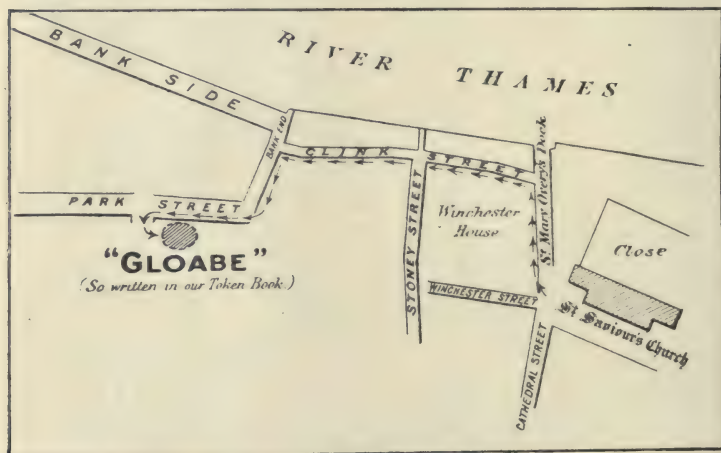 RIVER THAMES
BANK SIDE
BANK END
CLINK STREET
St Mary Overy's Dock
PARK STREET
STONEY STREET
Winchester
House
Close
"GLOABE"
(So written in our Token Book.)
WINCHESTER STREET
St Saviour's Church
CATHEDRAL STREET